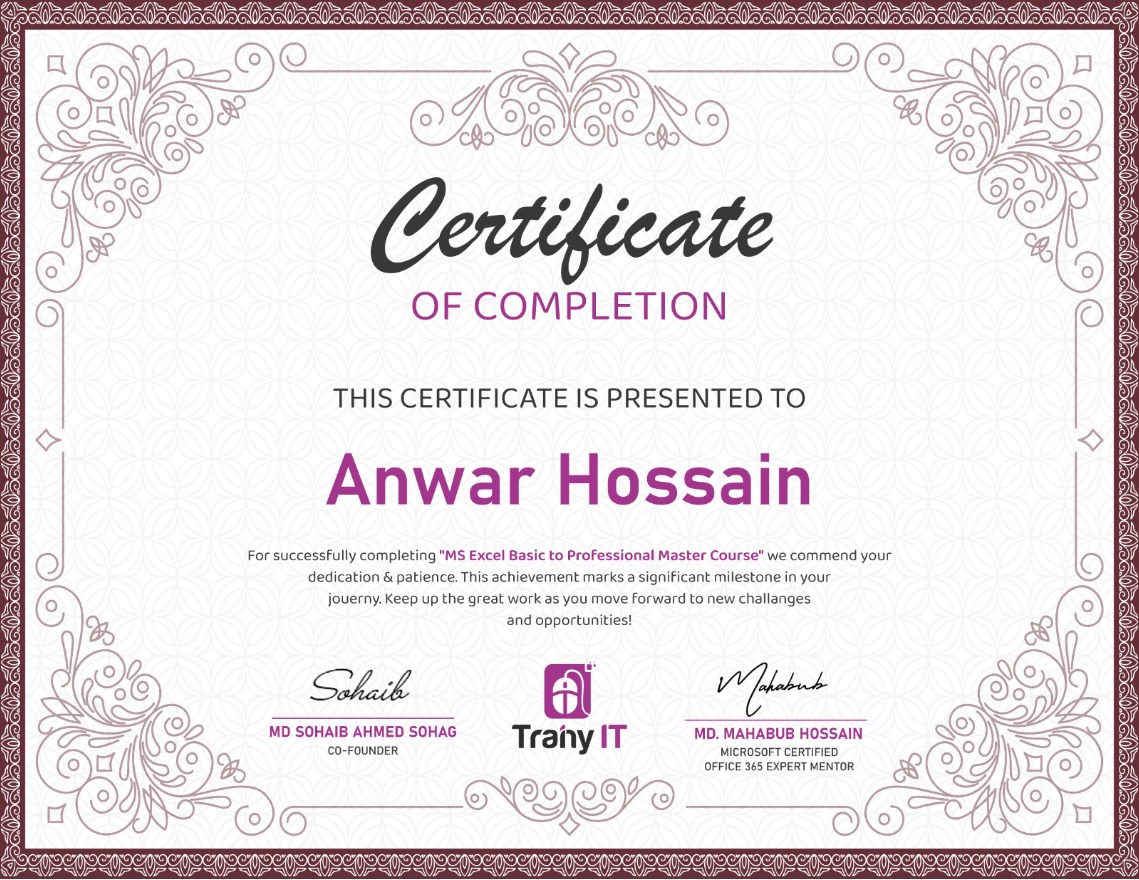 Certificate
OF COMPLETION
THIS CERTIFICATE IS PRESENTED TO
Anwar Hossain
For successfully completing "MS Excel Basic to Professional Master Course" we commend your
dedication & patience. This achievement marks a significant milestone in your
jouerny. Keep up the great work as you move forward to new challanges
and opportunities!
Sohaib
MD SOHAIB AHMED SOHAG
CO-FOUNDER
Trainy IT
Mahabub
MD. MAHABUB HOSSAIN
MICROSOFT CERTIFIED
OFFICE 365 EXPERT MENTOR